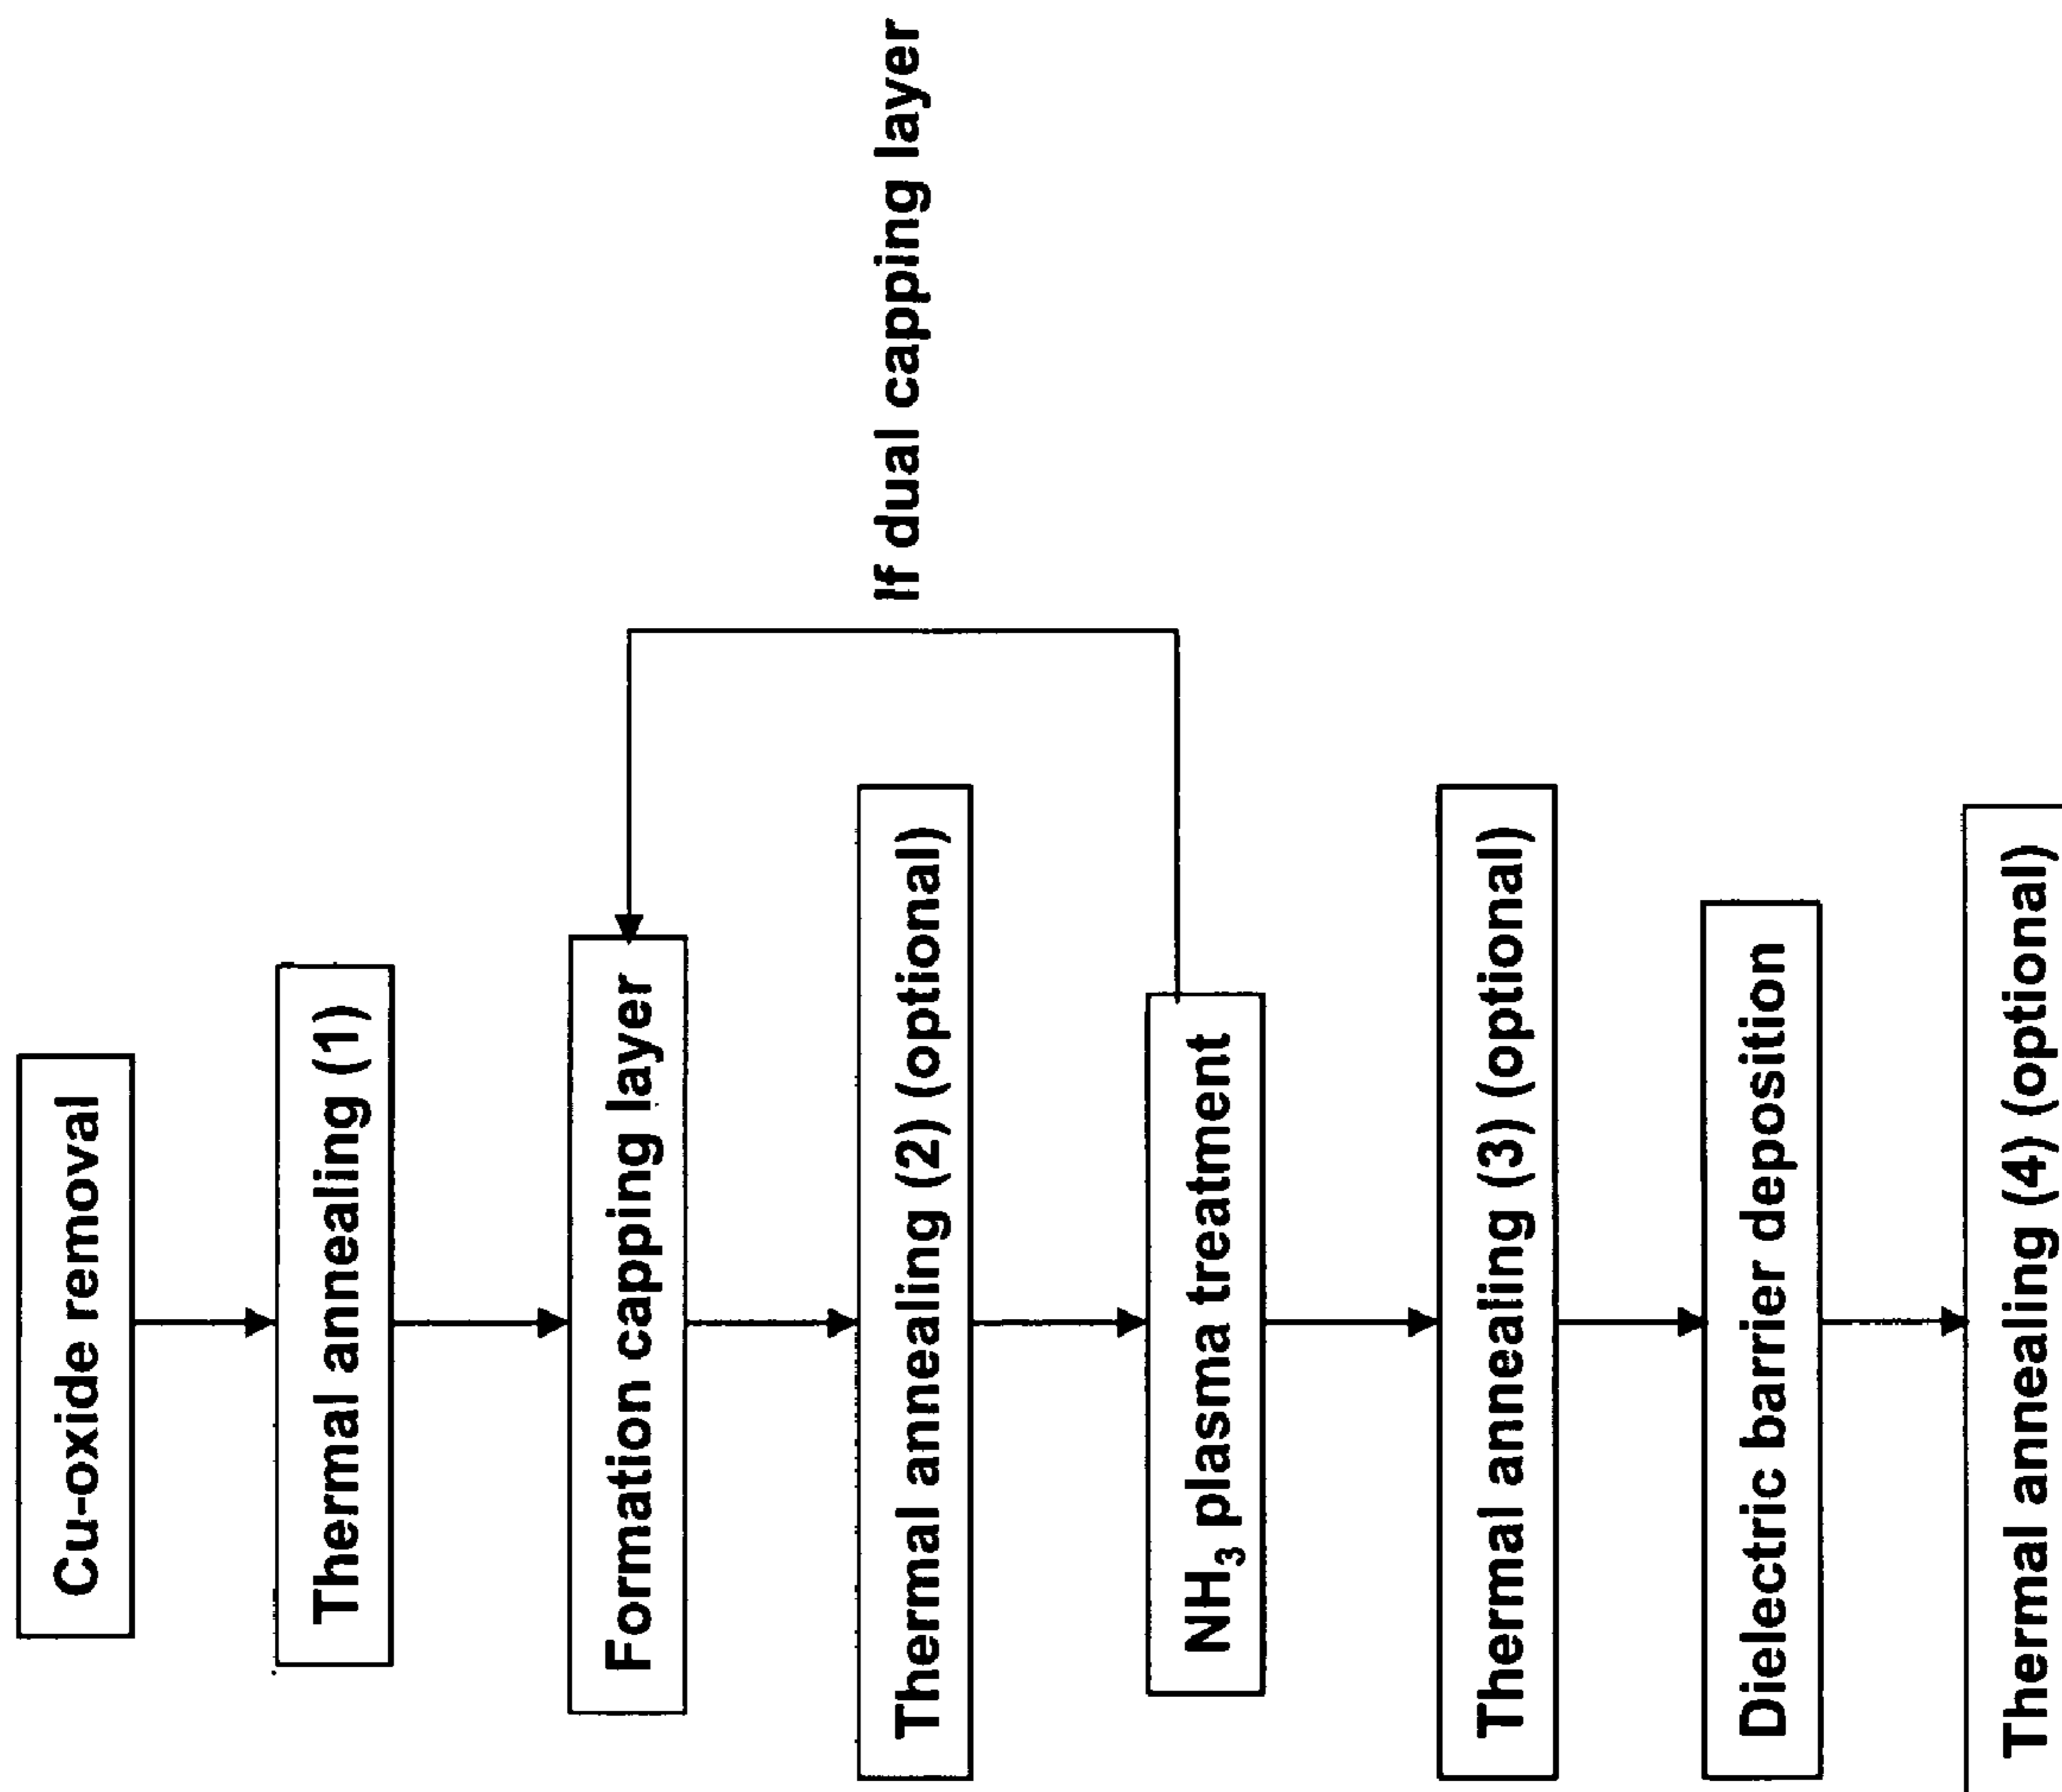 Cu-oxide removal
Thermal annealing (1)
Formation capping layer
If dual capping layer
Thermal annealing (2) (optional)
NH₃ plasma treatment
Thermal annealing (3) (optional)
Dielectric barrier deposition
Thermal annealing (4) (optional)